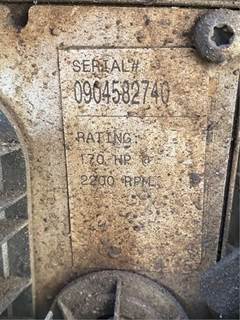 SERIAL#
0904582740
RATING:
170 HP @
2200 RPM